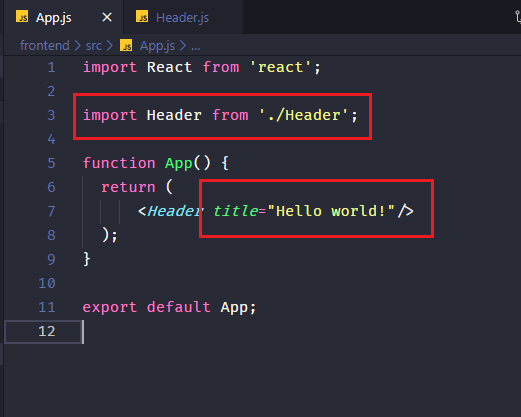 JS App.js × JS Header.js
frontend > src > JS App.js > ...
1 import React from 'react';
2
3 import Header from './Header';
4
5 function App() {
6 return (
7 <Header title="Hello world!"/>
8 );
9 }
10
11 export default App;
12